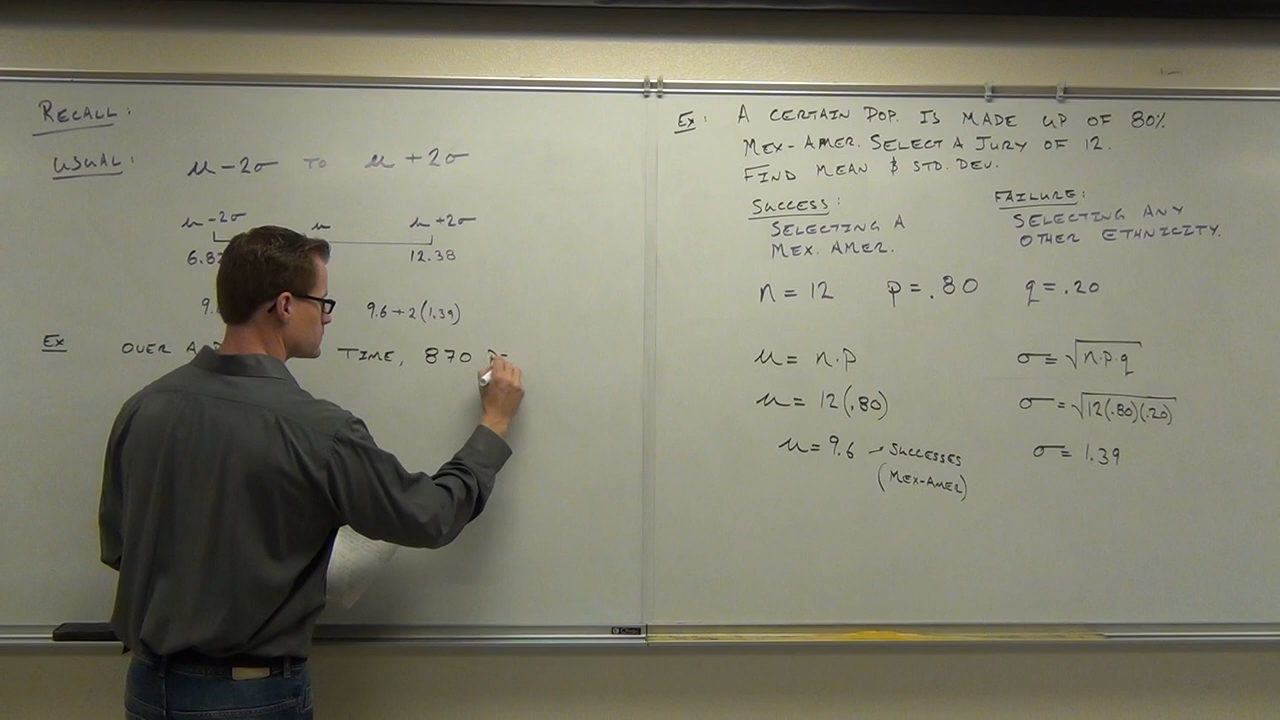 RECALL:
USUAL: μ-2σ TO μ+2σ
μ-2σ μ μ+2σ
12.38
9.6+2(1.39)
Ex OVER A TIME, 870
Ex: A CERTAIN POP. IS MADE UP OF 80%
MEX-AMER. SELECT A JURY OF 12.
FIND MEAN & STD. DEV.
SUCCESS:
SELECTING A
MEX. AMER.
FAILURE:
SELECTING ANY
OTHER ETHNICITY.
n=12 p=.80 q=.20
μ= n.p
μ= 12(.80)
μ=9.6 → SUCCESSES
(MEX-AMER)
σ=√n.p.q
σ=√12(.80)(.20)
σ= 1.39